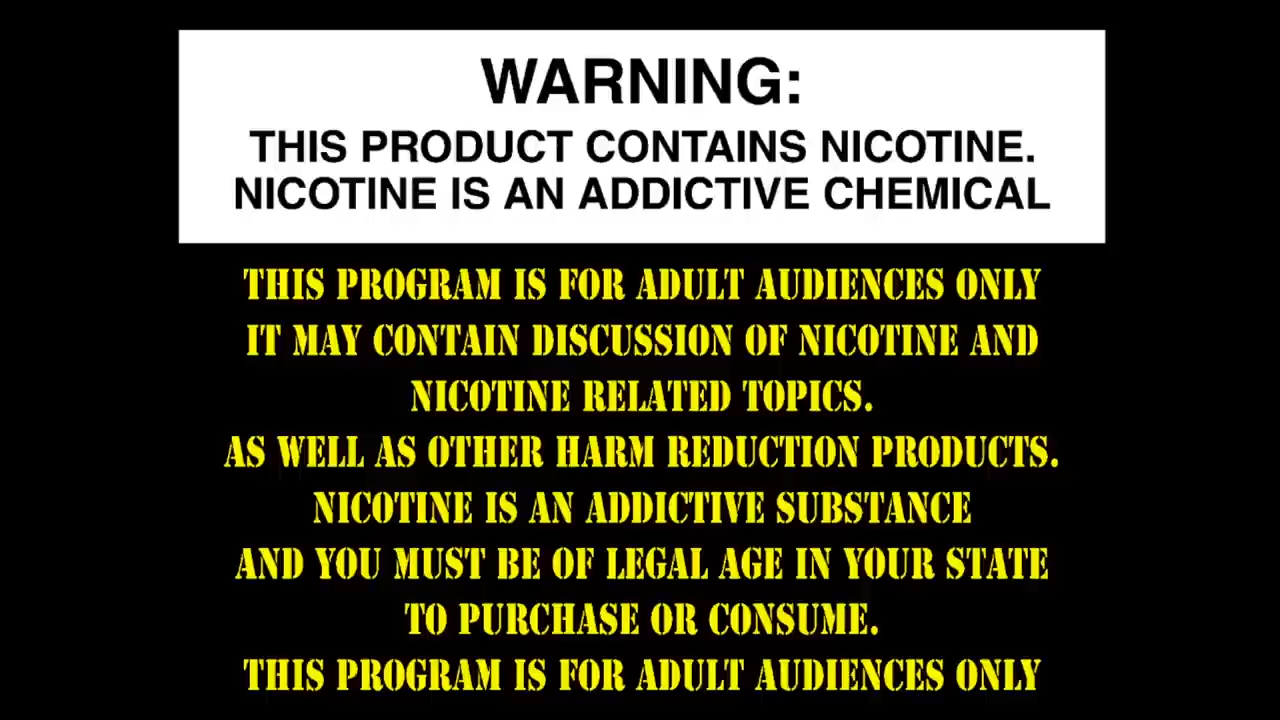 WARNING:
THIS PRODUCT CONTAINS NICOTINE.
NICOTINE IS AN ADDICTIVE CHEMICAL
THIS PROGRAM IS FOR ADULT AUDIENCES ONLY
IT MAY CONTAIN DISCUSSION OF NICOTINE AND
NICOTINE RELATED TOPICS.
AS WELL AS OTHER HARM REDUCTION PRODUCTS.
NICOTINE IS AN ADDICTIVE SUBSTANCE
AND YOU MUST BE OF LEGAL AGE IN YOUR STATE
TO PURCHASE OR CONSUME.
THIS PROGRAM IS FOR ADULT AUDIENCES ONLY